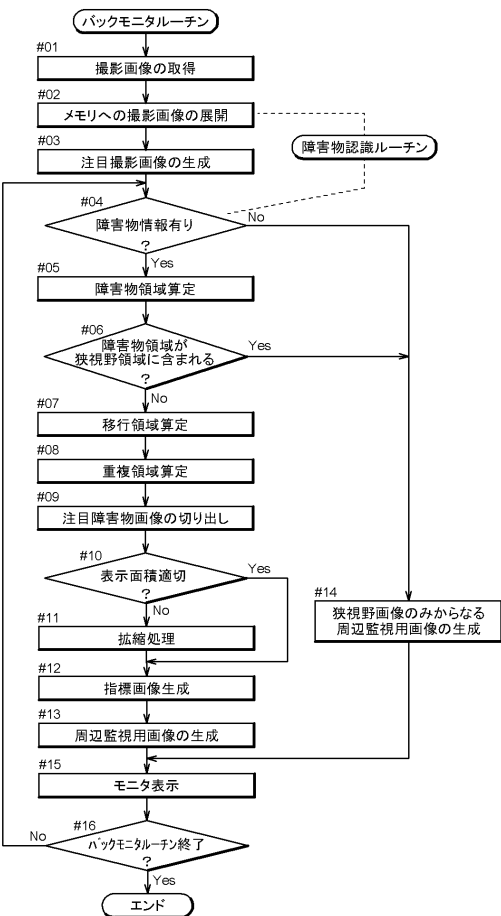 バックモニタルーチン
#01
撮影画像の取得
#02
メモリへの撮影画像の展開
#03
注目撮影画像の生成
障害物認識ルーチン
#04
障害物情報有り
?
No
Yes
#05
障害物領域算定
#06
障害物領域が
狭視野領域に含まれる
?
Yes
No
#07
移行領域算定
#08
重複領域算定
#09
注目障害物画像の切り出し
#10
表示面積適切
?
Yes
No
#11
拡縮処理
#12
指標画像生成
#13
周辺監視用画像の生成
#14
狭視野画像のみからなる
周辺監視用画像の生成
#15
モニタ表示
#16
バックモニタルーチン終了
?
No
Yes
エンド